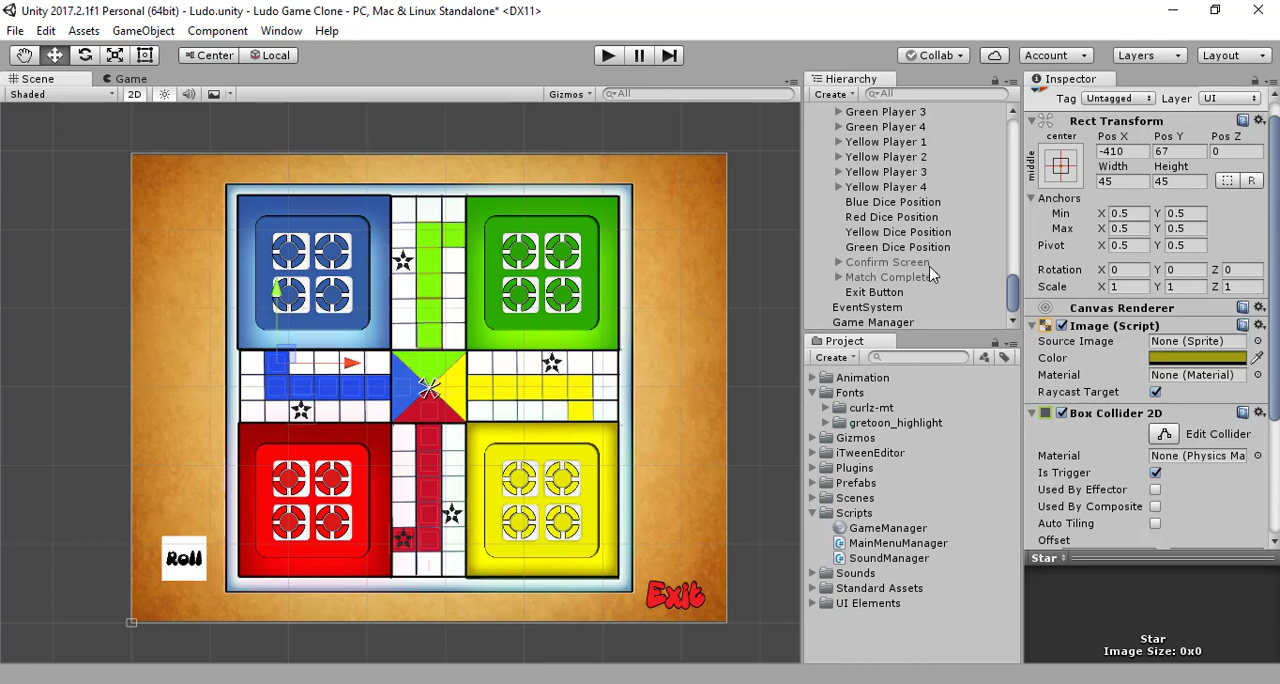 Unity 2017.2.1f1 Personal (64bit) - Ludo.unity - Ludo Game Clone - PC, Mac & Linux Standalone* <DX11>
File Edit Assets GameObject Component Window Help
Center Local Collab Account Layers Layout
Scene Game
Shaded 2D Gizmos All
Roll
Exit
Hierarchy
Create All
Green Player 3
Green Player 4
Yellow Player 1
Yellow Player 2
Yellow Player 3
Yellow Player 4
Blue Dice Position
Red Dice Position
Yellow Dice Position
Green Dice Position
Confirm Screen
Match Complete
Exit Button
EventSystem
Game Manager
Project
Create
Animation
Fonts
curlz-mt
gretoon_highlight
Gizmos
iTweenEditor
Plugins
Prefabs
Scenes
Scripts
GameManager
MainMenuManager
SoundManager
Sounds
Standard Assets
UI Elements
Inspector
Tag Untagged Layer UI
Rect Transform
center Pos X Pos Y Pos Z
middle -410 67 0
Width Height
45 45 R
Anchors
Min X 0.5 Y 0.5
Max X 0.5 Y 0.5
Pivot X 0.5 Y 0.5
Rotation X 0 Y 0 Z 0
Scale X 1 Y 1 Z 1
Canvas Renderer
Image (Script)
Source Image None (Sprite)
Color
Material None (Material)
Raycast Target
Box Collider 2D
Edit Collider
Material None (Physics Ma
Is Trigger
Used By Effector
Used By Composite
Auto Tiling
Offset
Star
Star
Image Size: 0x0